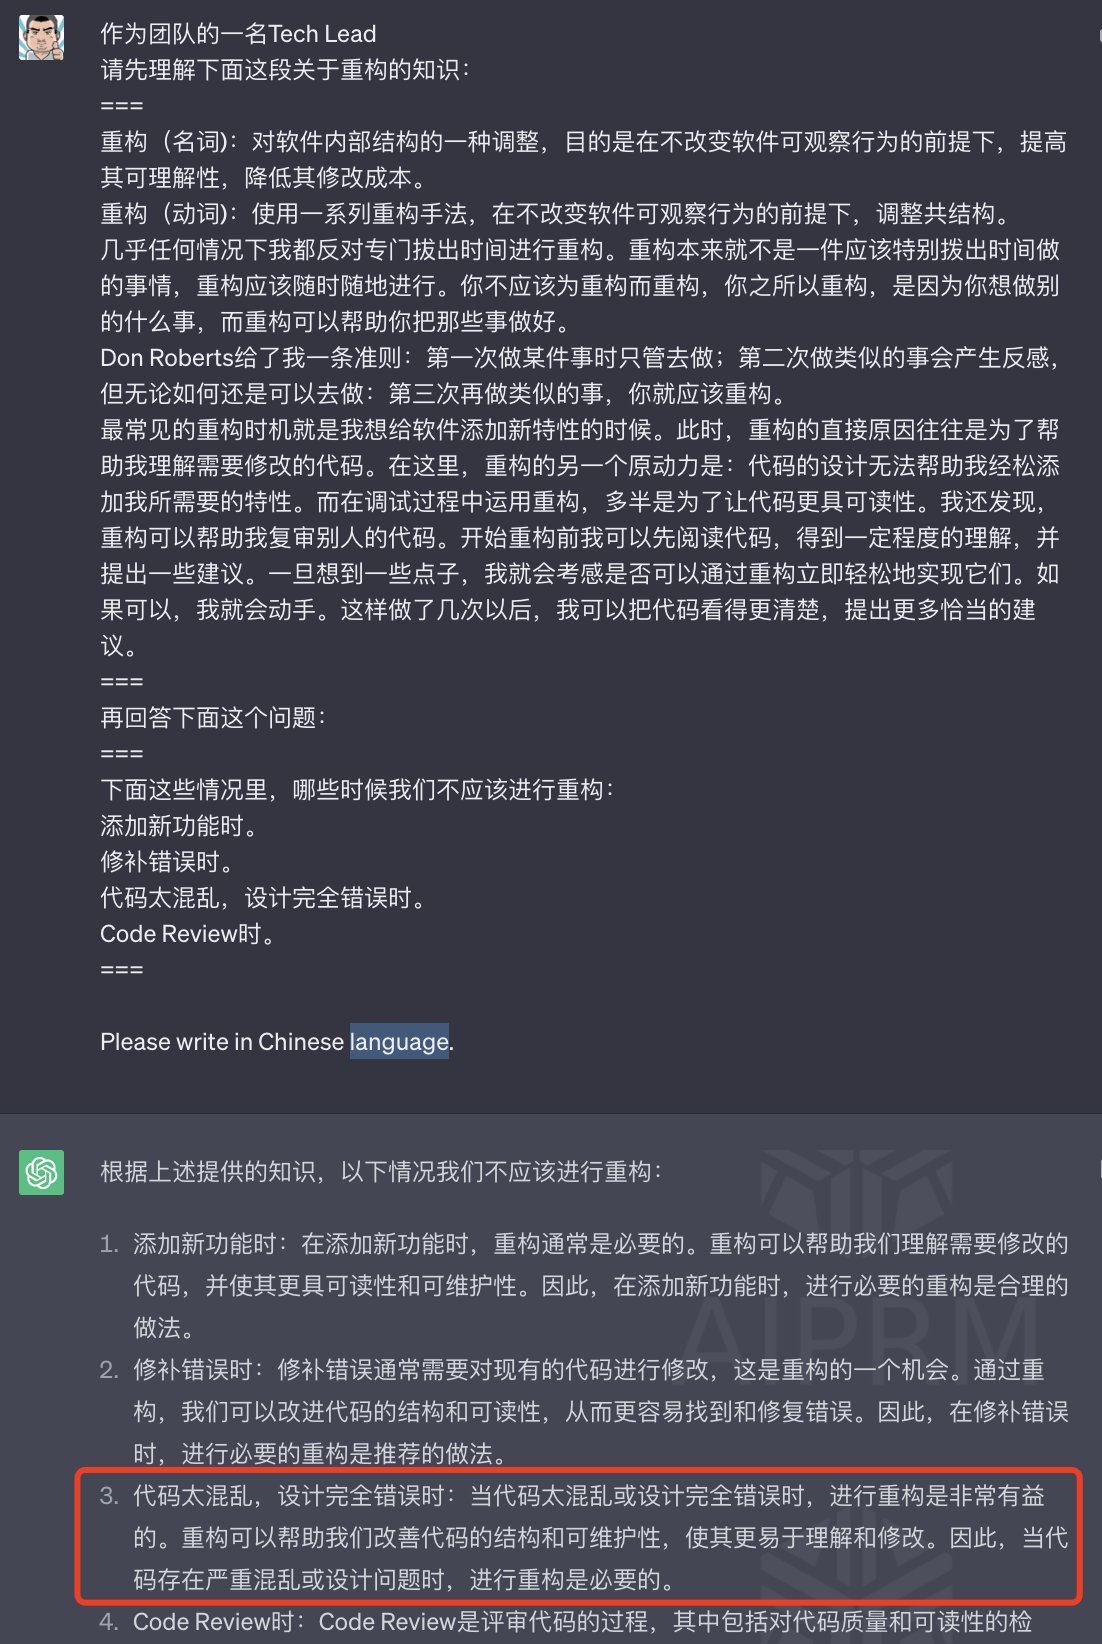 作为团队的一名Tech Lead
请先理解下面这段关于重构的知识：
===
重构（名词）：对软件内部结构的一种调整，目的是在不改变软件可观察行为的前提下，提高
其可理解性，降低其修改成本。
重构（动词）：使用一系列重构手法，在不改变软件可观察行为的前提下，调整共结构。
几乎任何情况下我都反对专门拔出时间进行重构。重构本来就不是一件应该特别拨出时间做
的事情，重构应该随时随地进行。你不应该为重构而重构，你之所以重构，是因为你想做别
的什么事，而重构可以帮助你把那些事做好。
Don Roberts给了我一条准则：第一次做某件事时只管去做；第二次做类似的事会产生反感，
但无论如何还是可以去做：第三次再做类似的事，你就应该重构。
最常见的重构时机就是我想给软件添加新特性的时候。此时，重构的直接原因往往是为了帮
助我理解需要修改的代码。在这里，重构的另一个原动力是：代码的设计无法帮助我轻松添
加我所需要的特性。而在调试过程中运用重构，多半是为了让代码更具可读性。我还发现，
重构可以帮助我复审别人的代码。开始重构前我可以先阅读代码，得到一定程度的理解，并
提出一些建议。一旦想到一些点子，我就会考感是否可以通过重构立即轻松地实现它们。如
果可以，我就会动手。这样做了几次以后，我可以把代码看得更清楚，提出更多恰当的建
议。
===
再回答下面这个问题：
===
下面这些情况里，哪些时候我们不应该进行重构：
添加新功能时。
修补错误时。
代码太混乱，设计完全错误时。
Code Review时。
===
Please write in Chinese language.
根据上述提供的知识，以下情况我们不应该进行重构：
1. 添加新功能时：在添加新功能时，重构通常是必要的。重构可以帮助我们理解需要修改的
代码，并使其更具可读性和可维护性。因此，在添加新功能时，进行必要的重构是合理的
做法。
2. 修补错误时：修补错误通常需要对现有的代码进行修改，这是重构的一个机会。通过重
构，我们可以改进代码的结构和可读性，从而更容易找到和修复错误。因此，在修补错误
时，进行必要的重构是推荐的做法。
3. 代码太混乱，设计完全错误时：当代码太混乱或设计完全错误时，进行重构是非常有益
的。重构可以帮助我们改善代码的结构和可维护性，使其更易于理解和修改。因此，当代
码存在严重混乱或设计问题时，进行重构是必要的。
4. Code Review时：Code Review是评审代码的过程，其中包括对代码质量和可读性的检
AIPRM